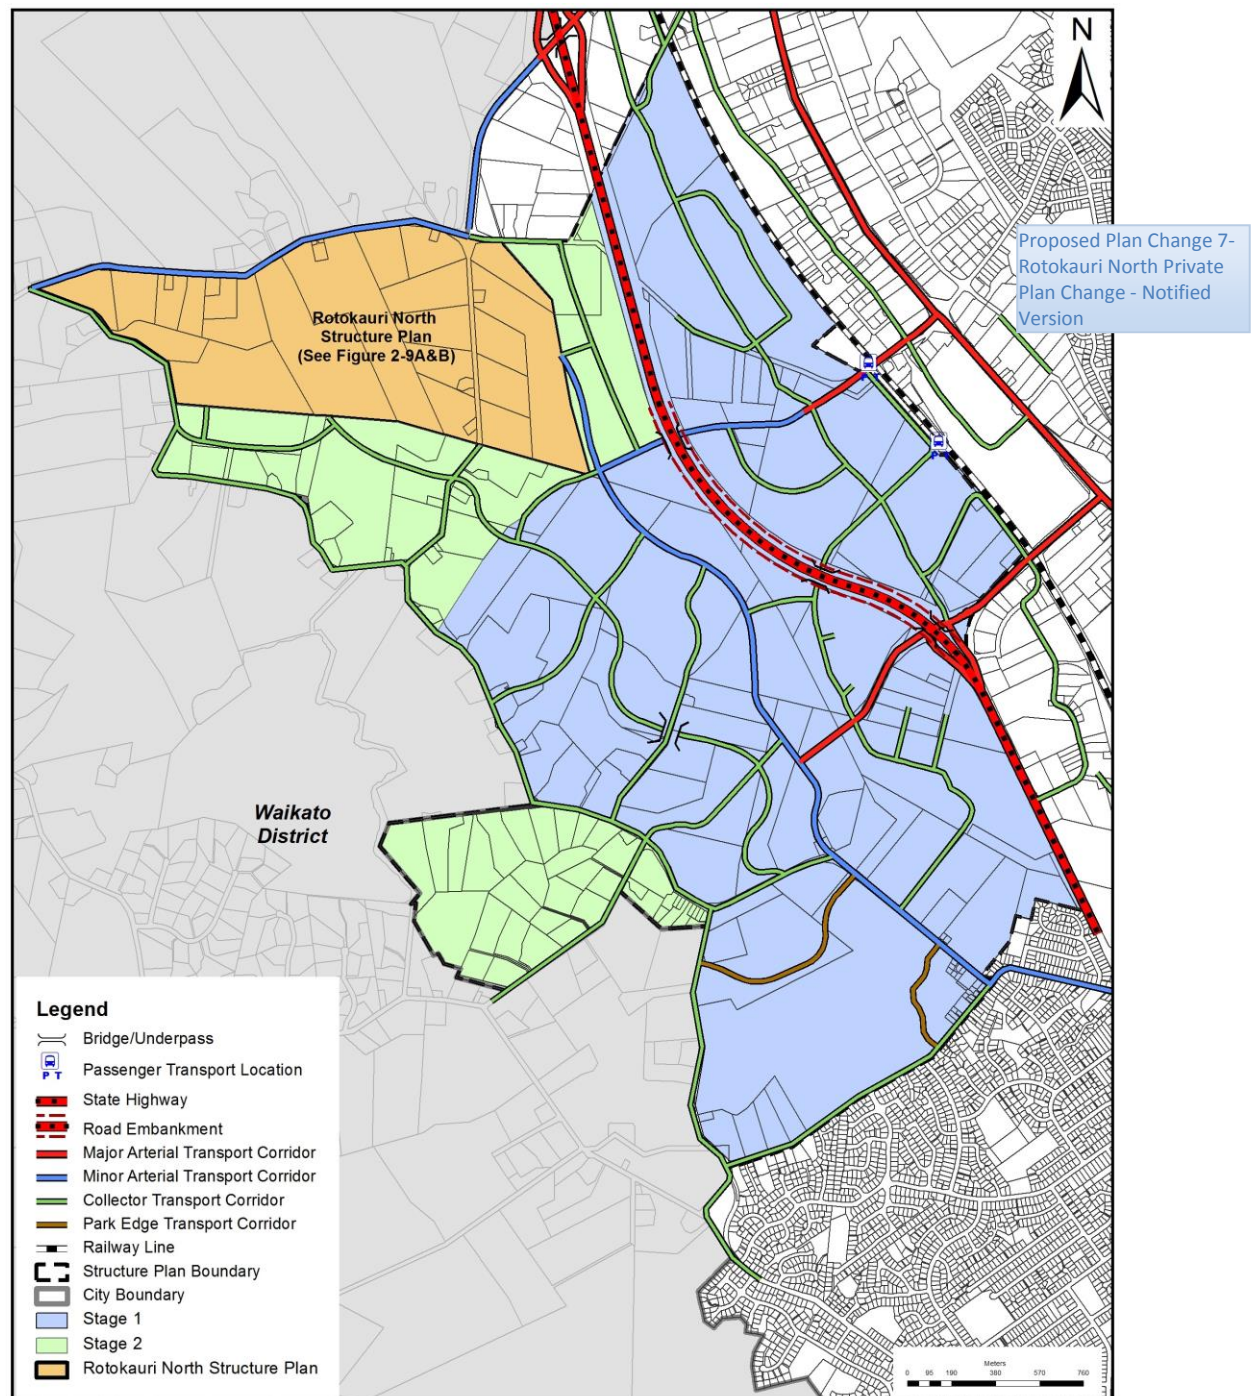 N
Proposed Plan Change 7-
Rotokauri North Private
Plan Change - Notified
Version
Rotokauri North
Structure Plan
(See Figure 2-9A&B)
P T
P T
Waikato
District
Legend
Bridge/Underpass
P T
Passenger Transport Location
State Highway
Road Embankment
Major Arterial Transport Corridor
Minor Arterial Transport Corridor
Collector Transport Corridor
Park Edge Transport Corridor
Railway Line
Structure Plan Boundary
City Boundary
Stage 1
Stage 2
Rotokauri North Structure Plan
Meters
0 95 190 380 570 760